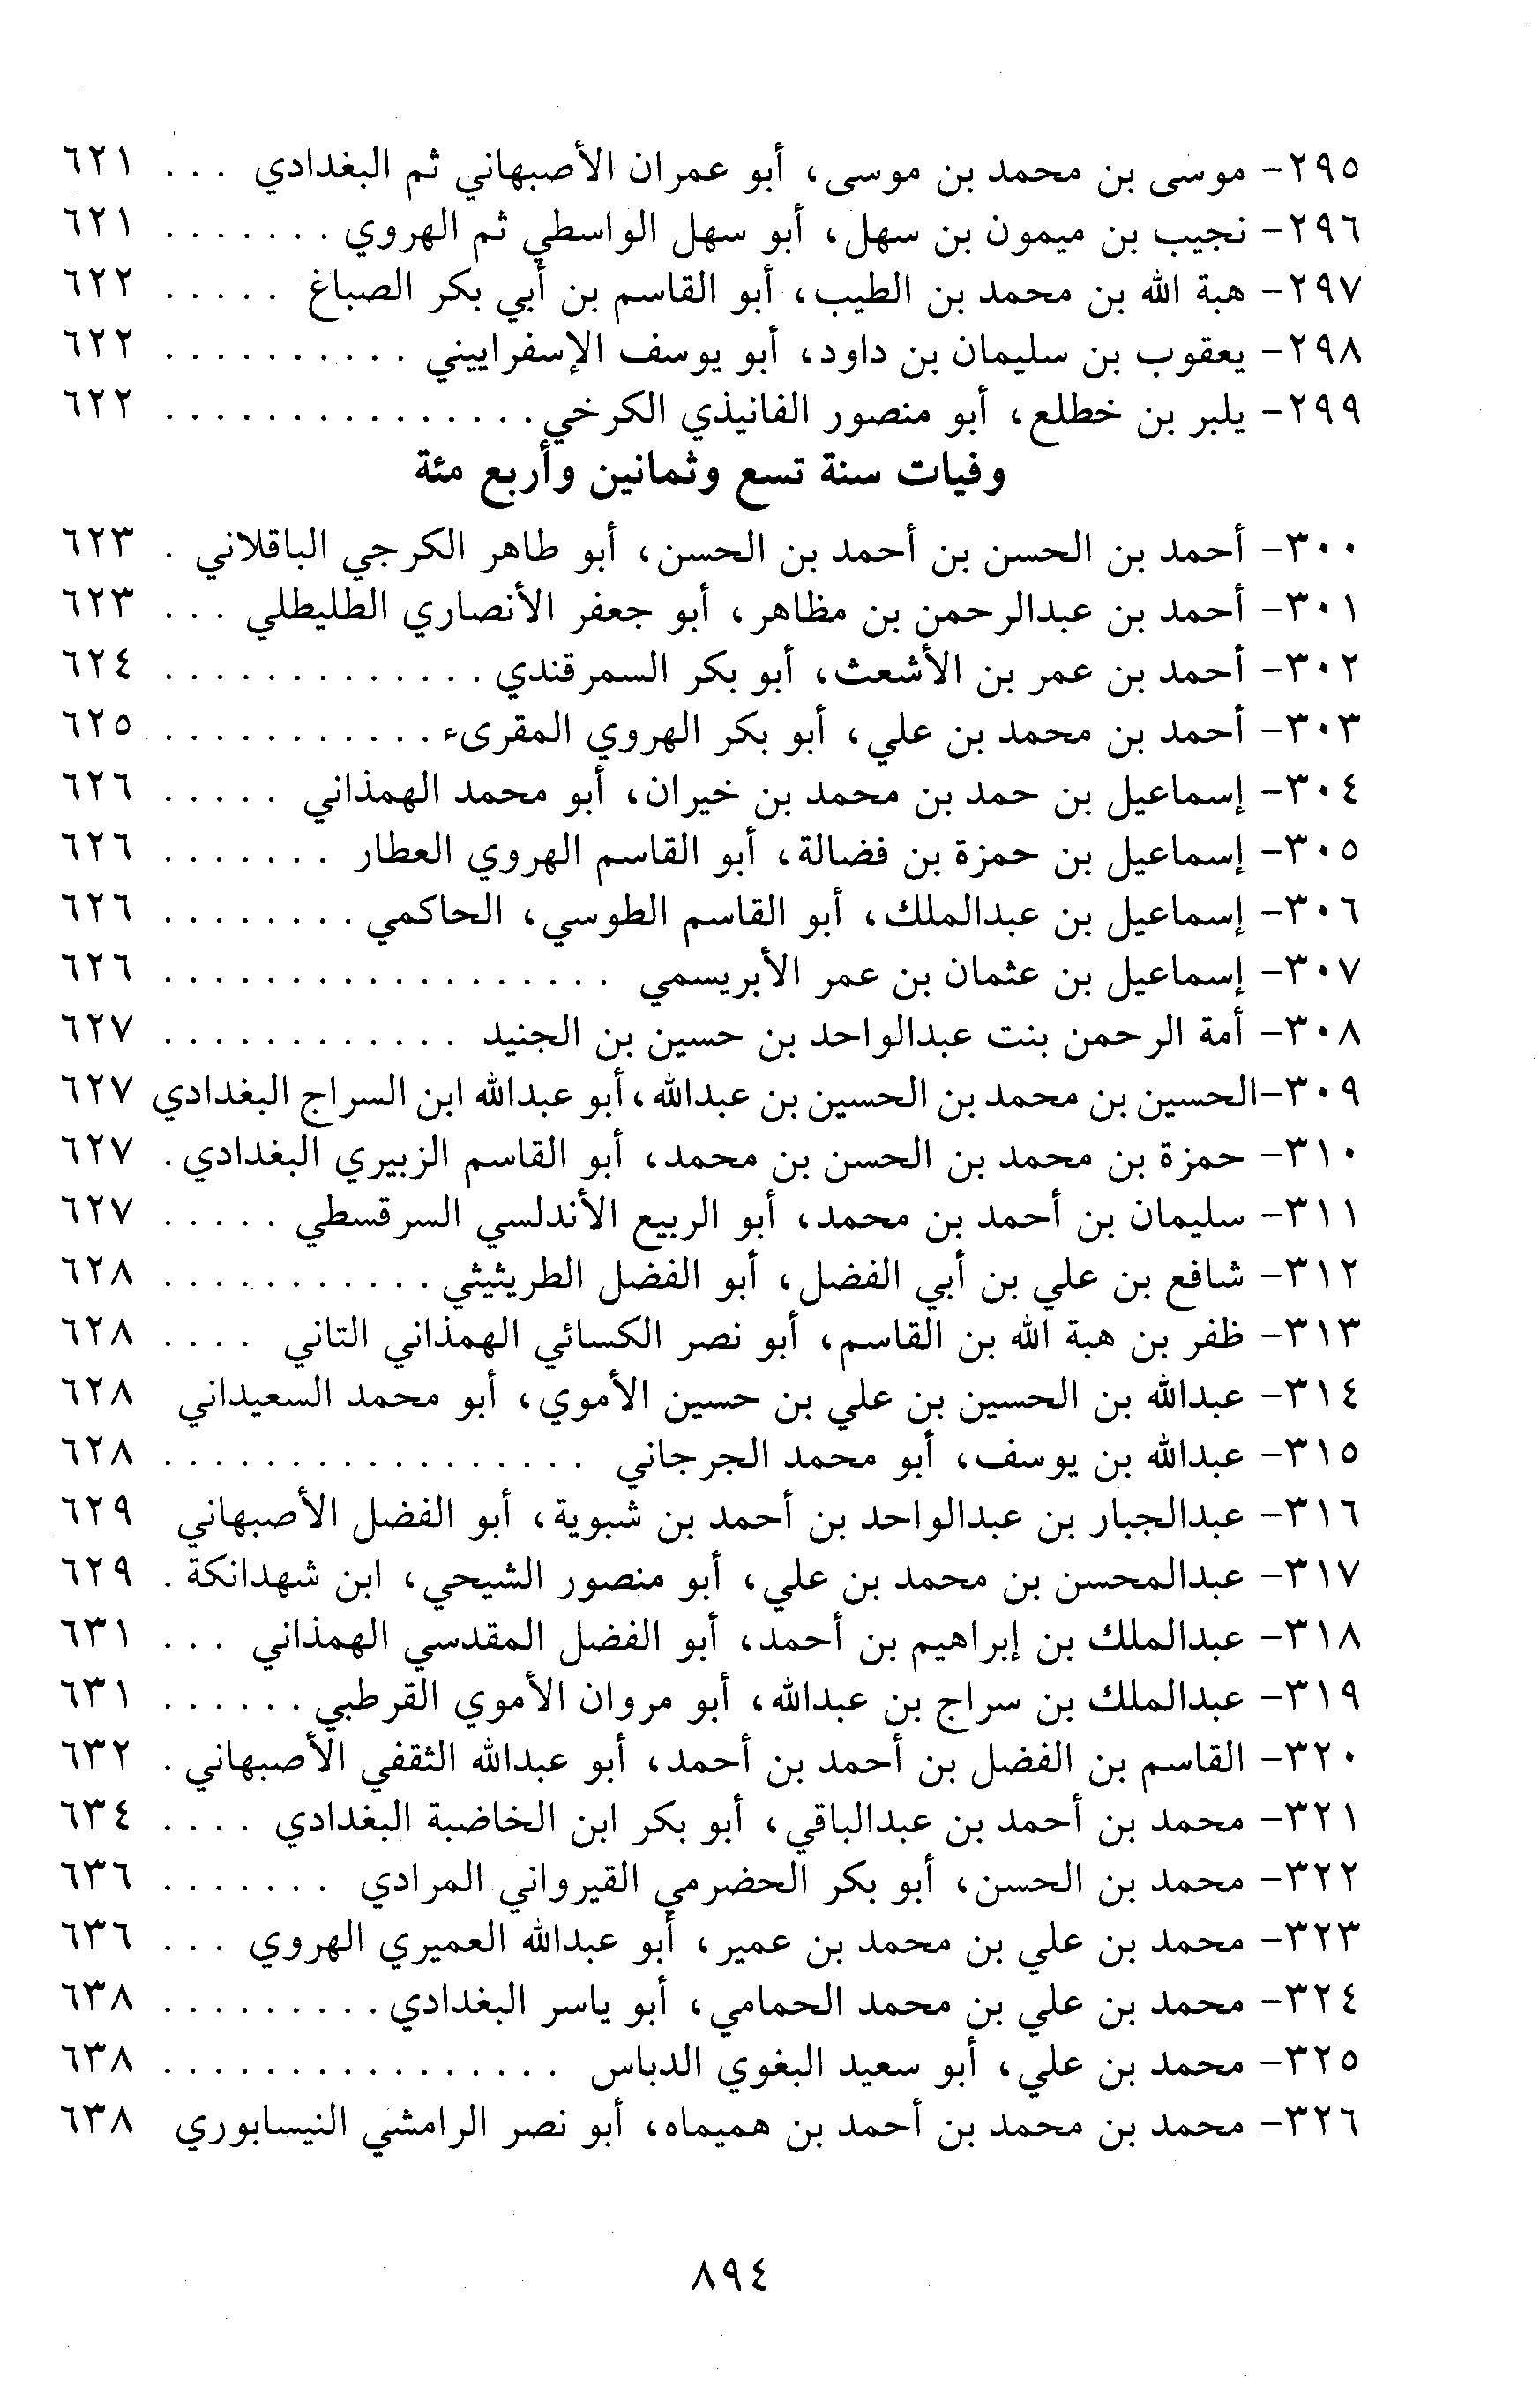 ٢٩٥- موسى بن محمد بن موسى، أبو عمران الأصبهاني ثم البغدادي . . . ٦٢١
٢٩٦- نجيب بن ميمون بن سهل، أبو سهل الواسطي ثم الهروي . . . . . . . ٦٢١
٢٩٧- هبة الله بن محمد بن الطيب، أبو القاسم بن أبي بكر الصباغ . . . . . ٦٢٢
٢٩٨- يعقوب بن سليمان بن داود، أبو يوسف الإسفراييني . . . . . . . . . . ٦٢٢
٢٩٩- يلبر بن خطلع، أبو منصور الفانيذي الكرخي . . . . . . . . . . . . . . . ٦٢٢
وفيات سنة تسع وثمانين وأربع مئة
٣٠٠- أحمد بن الحسن بن أحمد بن الحسن، أبو طاهر الكرجي الباقلاني . ٦٢٣
٣٠١- أحمد بن عبدالرحمن بن مظاهر، أبو جعفر الأنصاري الطليطلي . . . ٦٢٣
٣٠٢- أحمد بن عمر بن الأشعث، أبو بكر السمرقندي . . . . . . . . . . . . . ٦٢٤
٣٠٣- أحمد بن محمد بن علي، أبو بكر الهروي المقرىء . . . . . . . . . . . ٦٢٥
٣٠٤- إسماعيل بن حمد بن محمد بن خيران، أبو محمد الهمذاني . . . . . ٦٢٦
٣٠٥- إسماعيل بن حمزة بن فضالة، أبو القاسم الهروي العطار . . . . . . . ٦٢٦
٣٠٦- إسماعيل بن عبدالملك، أبو القاسم الطوسي، الحاكمي . . . . . . . . ٦٢٦
٣٠٧- إسماعيل بن عثمان بن عمر الأبريسمي . . . . . . . . . . . . . . . . . . ٦٢٦
٣٠٨- أمة الرحمن بنت عبدالواحد بن حسين بن الجنيد . . . . . . . . . . . . ٦٢٧
٣٠٩-الحسين بن محمد بن الحسين بن عبدالله، أبو عبدالله ابن السراج البغدادي ٦٢٧
٣١٠- حمزة بن محمد بن الحسن بن محمد، أبو القاسم الزبيري البغدادي . ٦٢٧
٣١١- سليمان بن أحمد بن محمد، أبو الربيع الأندلسي السرقسطي . . . . . ٦٢٧
٣١٢- شافع بن علي بن أبي الفضل، أبو الفضل الطريثيثي . . . . . . . . . . . ٦٢٨
٣١٣- ظفر بن هبة الله بن القاسم، أبو نصر الكسائي الهمذاني التاني . . . . ٦٢٨
٣١٤- عبدالله بن الحسين بن علي بن حسين الأموي، أبو محمد السعيداني ٦٢٨
٣١٥- عبدالله بن يوسف، أبو محمد الجرجاني . . . . . . . . . . . . . . . . . ٦٢٨
٣١٦- عبدالجبار بن عبدالواحد بن أحمد بن شبوية، أبو الفضل الأصبهاني ٦٢٩
٣١٧- عبدالمحسن بن محمد بن علي، أبو منصور الشيحي، ابن شهدانكة . ٦٢٩
٣١٨- عبدالملك بن إبراهيم بن أحمد، أبو الفضل المقدسي الهمذاني . . . ٦٣١
٣١٩- عبدالملك بن سراج بن عبدالله، أبو مروان الأموي القرطبي . . . . . . ٦٣١
٣٢٠- القاسم بن الفضل بن أحمد بن أحمد، أبو عبدالله الثقفي الأصبهاني . ٦٣٢
٣٢١- محمد بن أحمد بن عبدالباقي، أبو بكر ابن الخاضبة البغدادي . . . . ٦٣٤
٣٢٢- محمد بن الحسن، أبو بكر الحضرمي القيرواني المرادي . . . . . . . ٦٣٦
٣٢٣- محمد بن علي بن محمد بن عمير، أبو عبدالله العميري الهروي . . . ٦٣٦
٣٢٤- محمد بن علي بن محمد الحمامي، أبو ياسر البغدادي . . . . . . . . . ٦٣٨
٣٢٥- محمد بن علي، أبو سعيد البغوي الدباس . . . . . . . . . . . . . . . . ٦٣٨
٣٢٦- محمد بن محمد بن أحمد بن هميماه، أبو نصر الرامشي النيسابوري ٦٣٨
٨٩٤